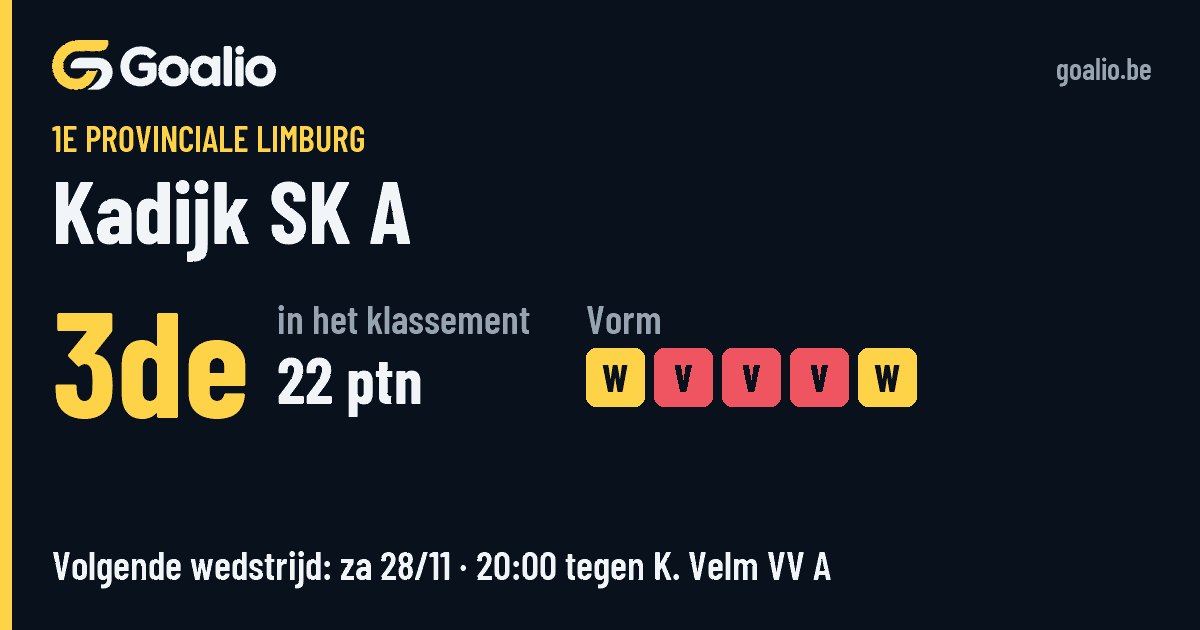 Goalio
goalio.be
1E PROVINCIALE LIMBURG
Kadijk SK A
3de
in het klassement
22 ptn
Vorm
W V V V W
Volgende wedstrijd: za 28/11 · 20:00 tegen K. Velm VV A